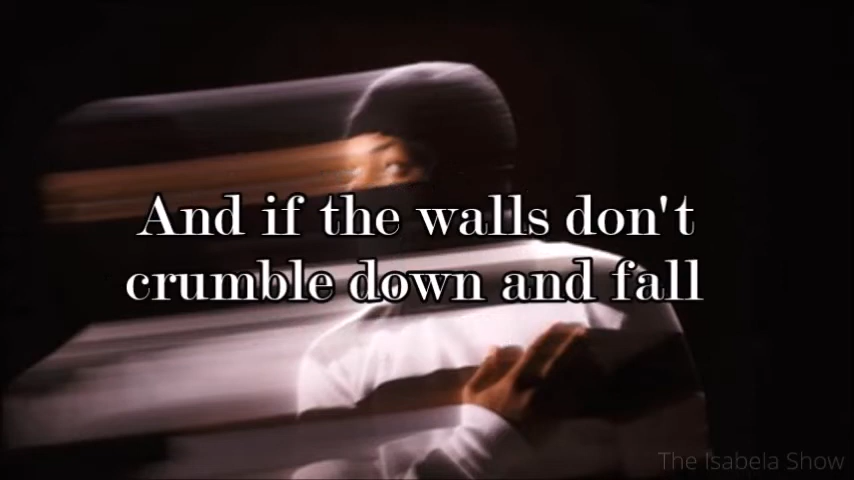 And if the walls don't
crumble down and fall
The Isabela Show